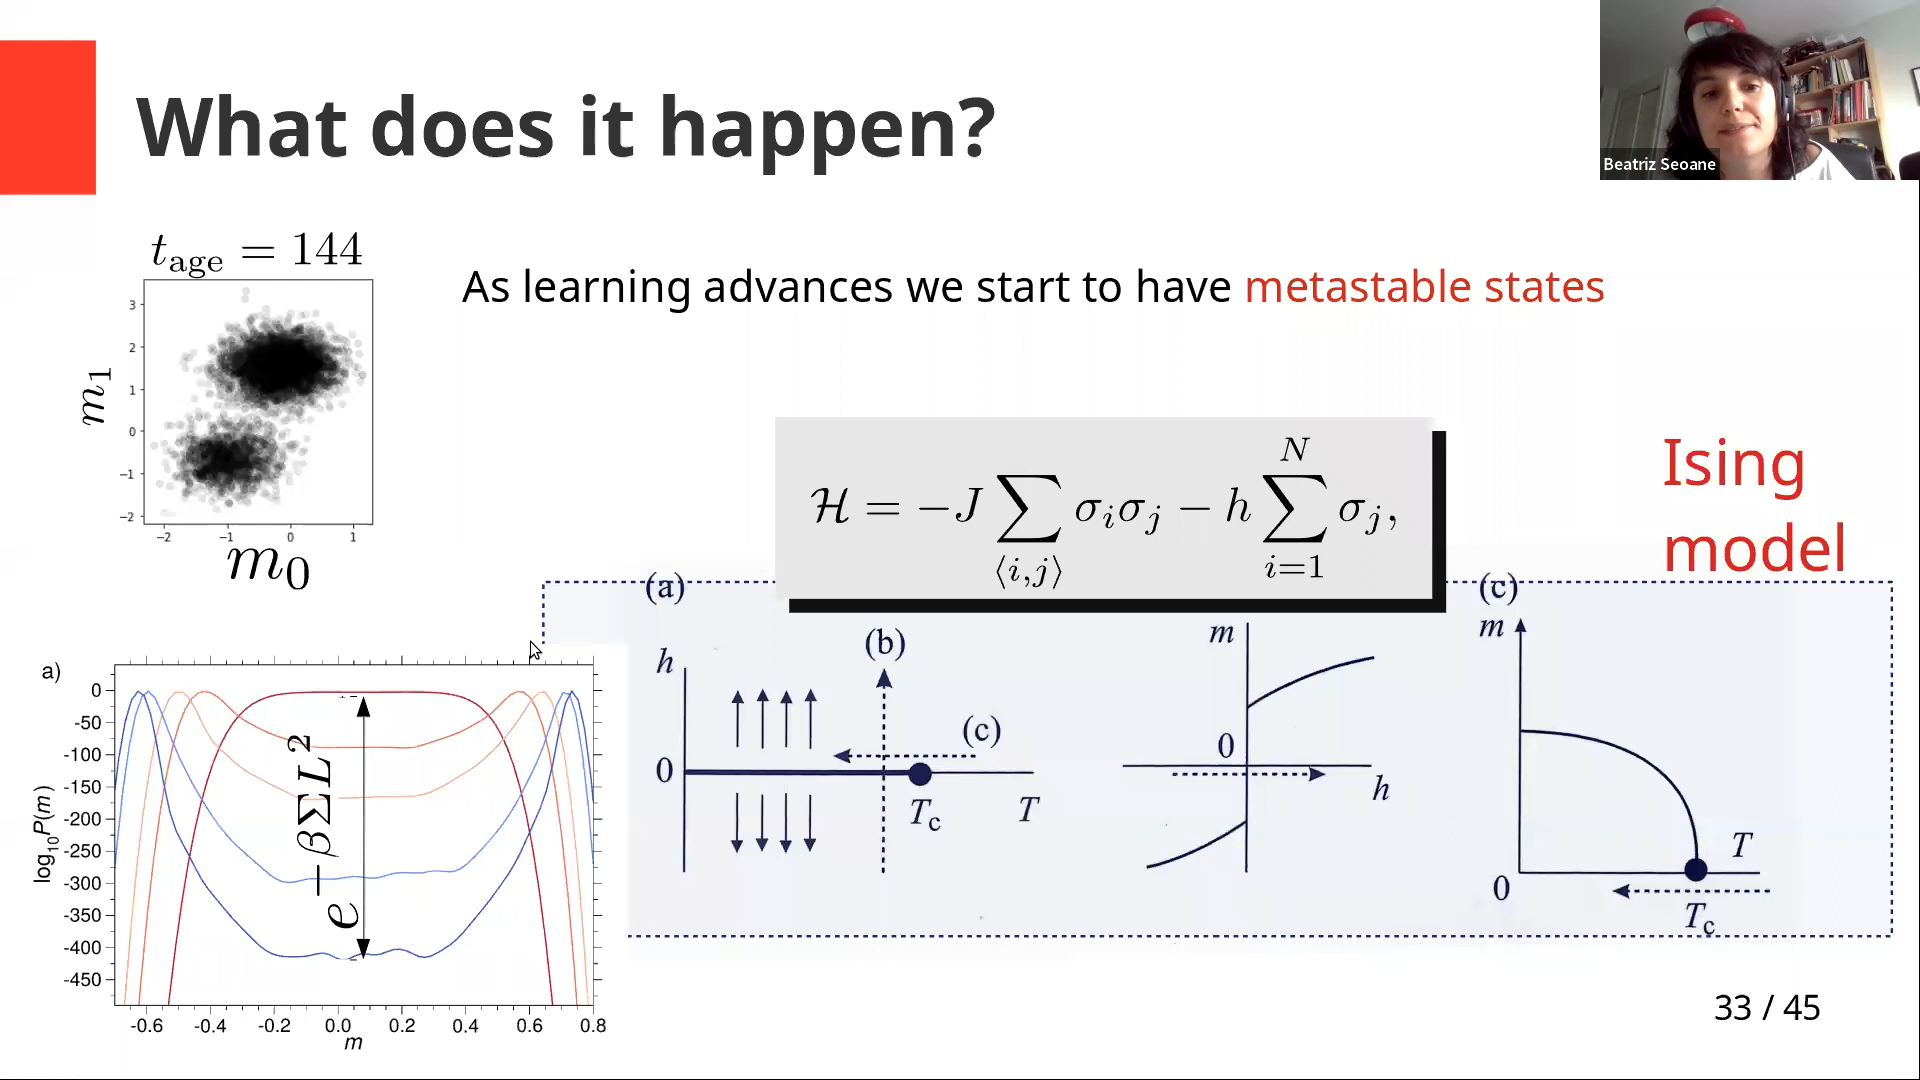 What does it happen?
Beatriz Seoane
t_age = 144
As learning advances we start to have metastable states
3
2
1
0
−1
−2
m_1
−2 −1 0 1
m_0
ℋ = −J ∑_{⟨i,j⟩} σ_i σ_j − h ∑_{i=1}^{N} σ_j,
Ising
model
(a)
h
(b)
(c)
0
T_c
T
m
0
h
(c)
m
T
0
T_c
a)
0
-50
-100
-150
-200
-250
-300
-350
-400
-450
log_10 P(m)
e^{−βΣL^2}
-0.6 -0.4 -0.2 0.0 0.2 0.4 0.6 0.8
m
33 / 45